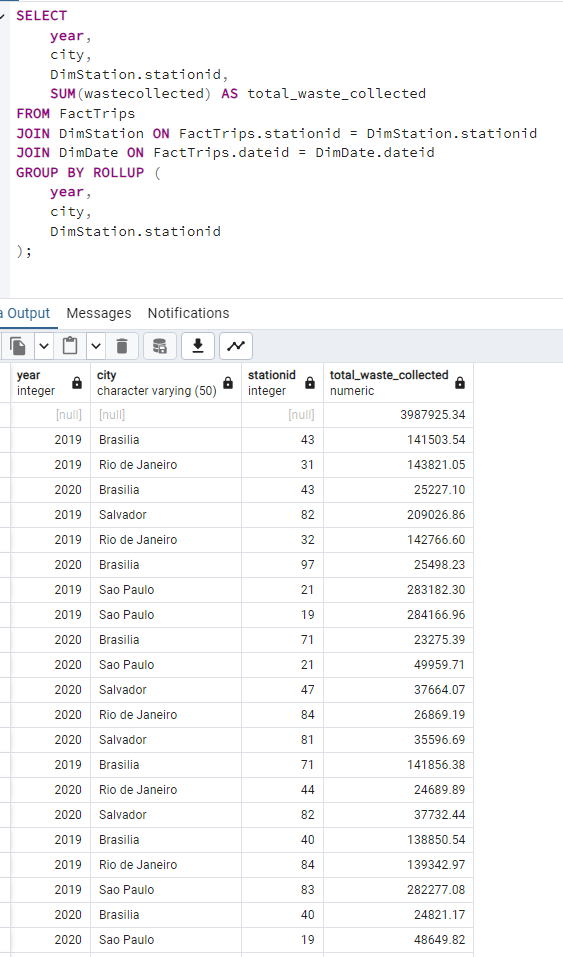 SELECT
year,
city,
DimStation.stationid,
SUM(wastecollected) AS total_waste_collected
FROM FactTrips
JOIN DimStation ON FactTrips.stationid = DimStation.stationid
JOIN DimDate ON FactTrips.dateid = DimDate.dateid
GROUP BY ROLLUP (
year,
city,
DimStation.stationid
);
a Output Messages Notifications
year city stationid total_waste_collected
integer character varying (50) integer numeric
[null] [null] [null] 3987925.34
2019 Brasilia 43 141503.54
2019 Rio de Janeiro 31 143821.05
2020 Brasilia 43 25227.10
2019 Salvador 82 209026.86
2019 Rio de Janeiro 32 142766.60
2020 Brasilia 97 25498.23
2019 Sao Paulo 21 283182.30
2019 Sao Paulo 19 284166.96
2020 Brasilia 71 23275.39
2020 Sao Paulo 21 49959.71
2020 Salvador 47 37664.07
2020 Rio de Janeiro 84 26869.19
2020 Salvador 81 35596.69
2019 Brasilia 71 141856.38
2020 Rio de Janeiro 44 24689.89
2020 Salvador 82 37732.44
2019 Brasilia 40 138850.54
2019 Rio de Janeiro 84 139342.97
2019 Sao Paulo 83 282277.08
2020 Brasilia 40 24821.17
2020 Sao Paulo 19 48649.82